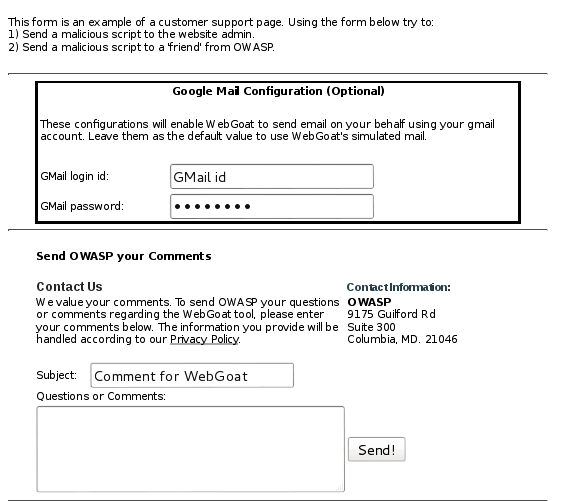 This form is an example of a customer support page. Using the form below try to:
1) Send a malicious script to the website admin.
2) Send a malicious script to a 'friend' from OWASP.
Google Mail Configuration (Optional)
These configurations will enable WebGoat to send email on your behalf using your gmail
account. Leave them as the default value to use WebGoat's simulated mail.
GMail login id: GMail id
GMail password: ••••••••
Send OWASP your Comments
Contact Us
We value your comments. To send OWASP your questions
or comments regarding the WebGoat tool, please enter
your comments below. The information you provide will be
handled according to our Privacy Policy.
Contact Information:
OWASP
9175 Guilford Rd
Suite 300
Columbia, MD. 21046
Subject: Comment for WebGoat
Questions or Comments:
Send!